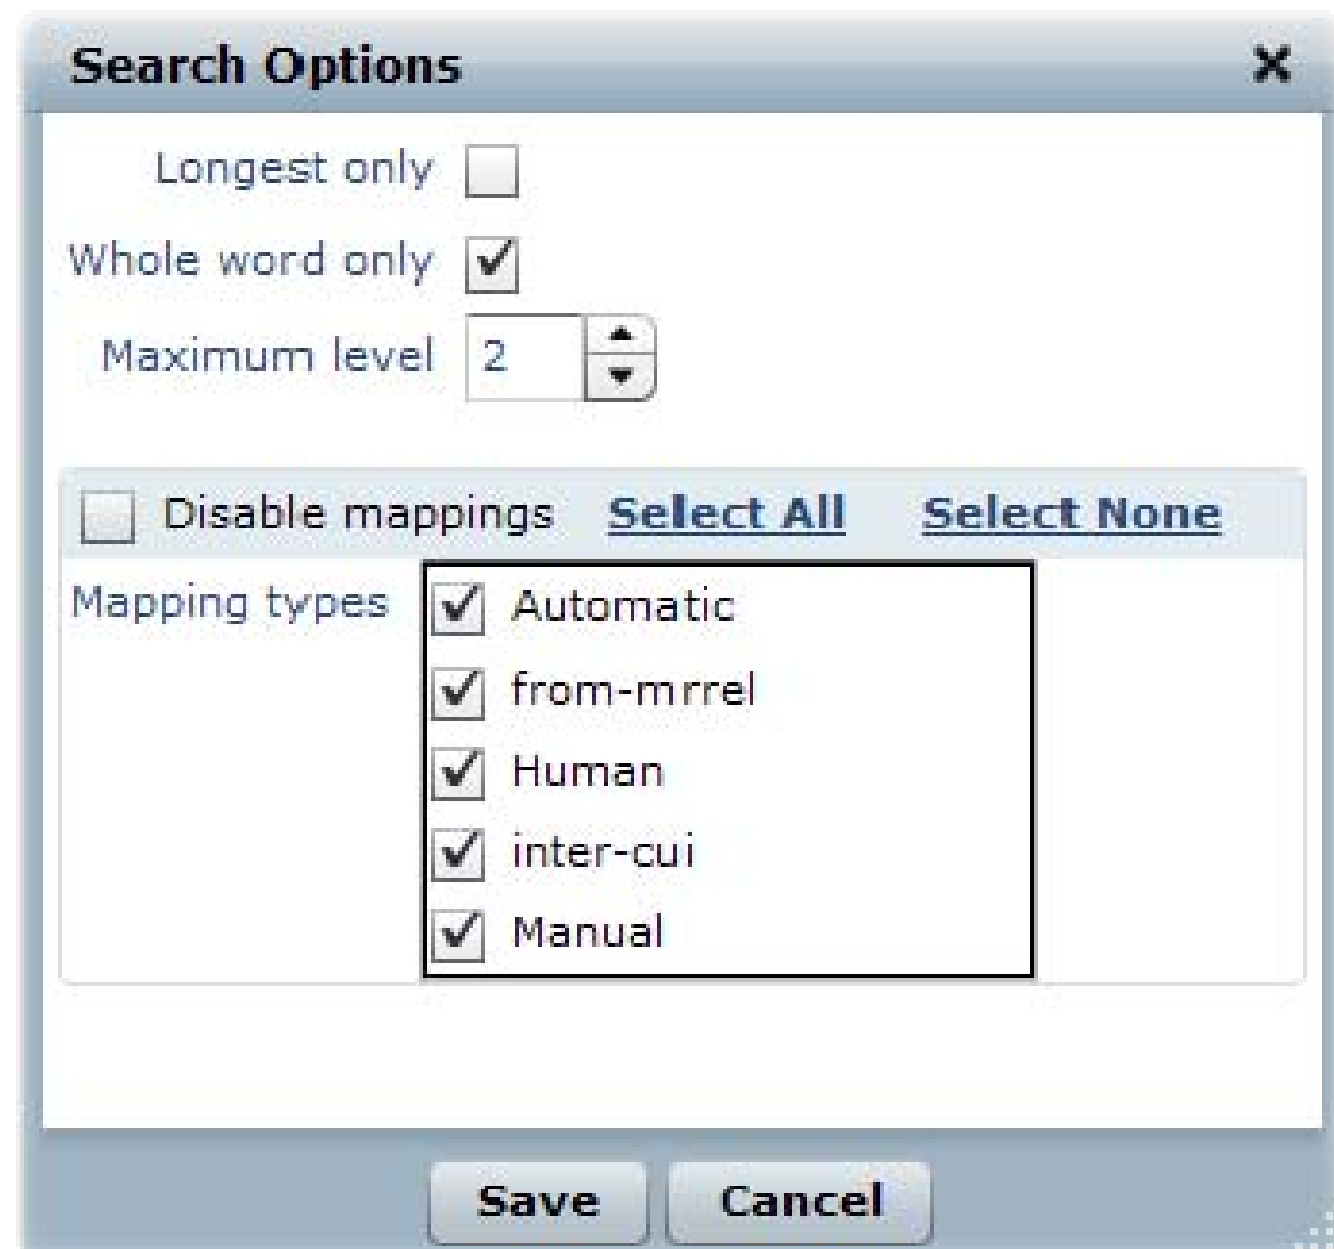 Search Options
Longest only
Whole word only
Maximum level 2
Disable mappings Select All Select None
Mapping types Automatic
from-mrrel
Human
inter-cui
Manual
Save Cancel